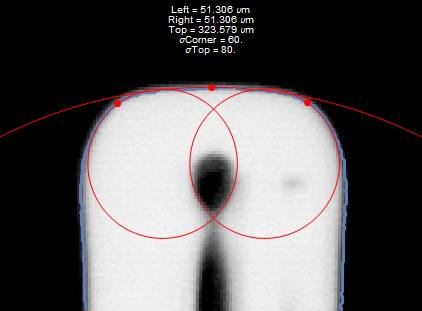 Left = 51.306 υm
Right = 51.306 υm
Top = 323.579 υm
σCorner = 60.
σTop = 80.